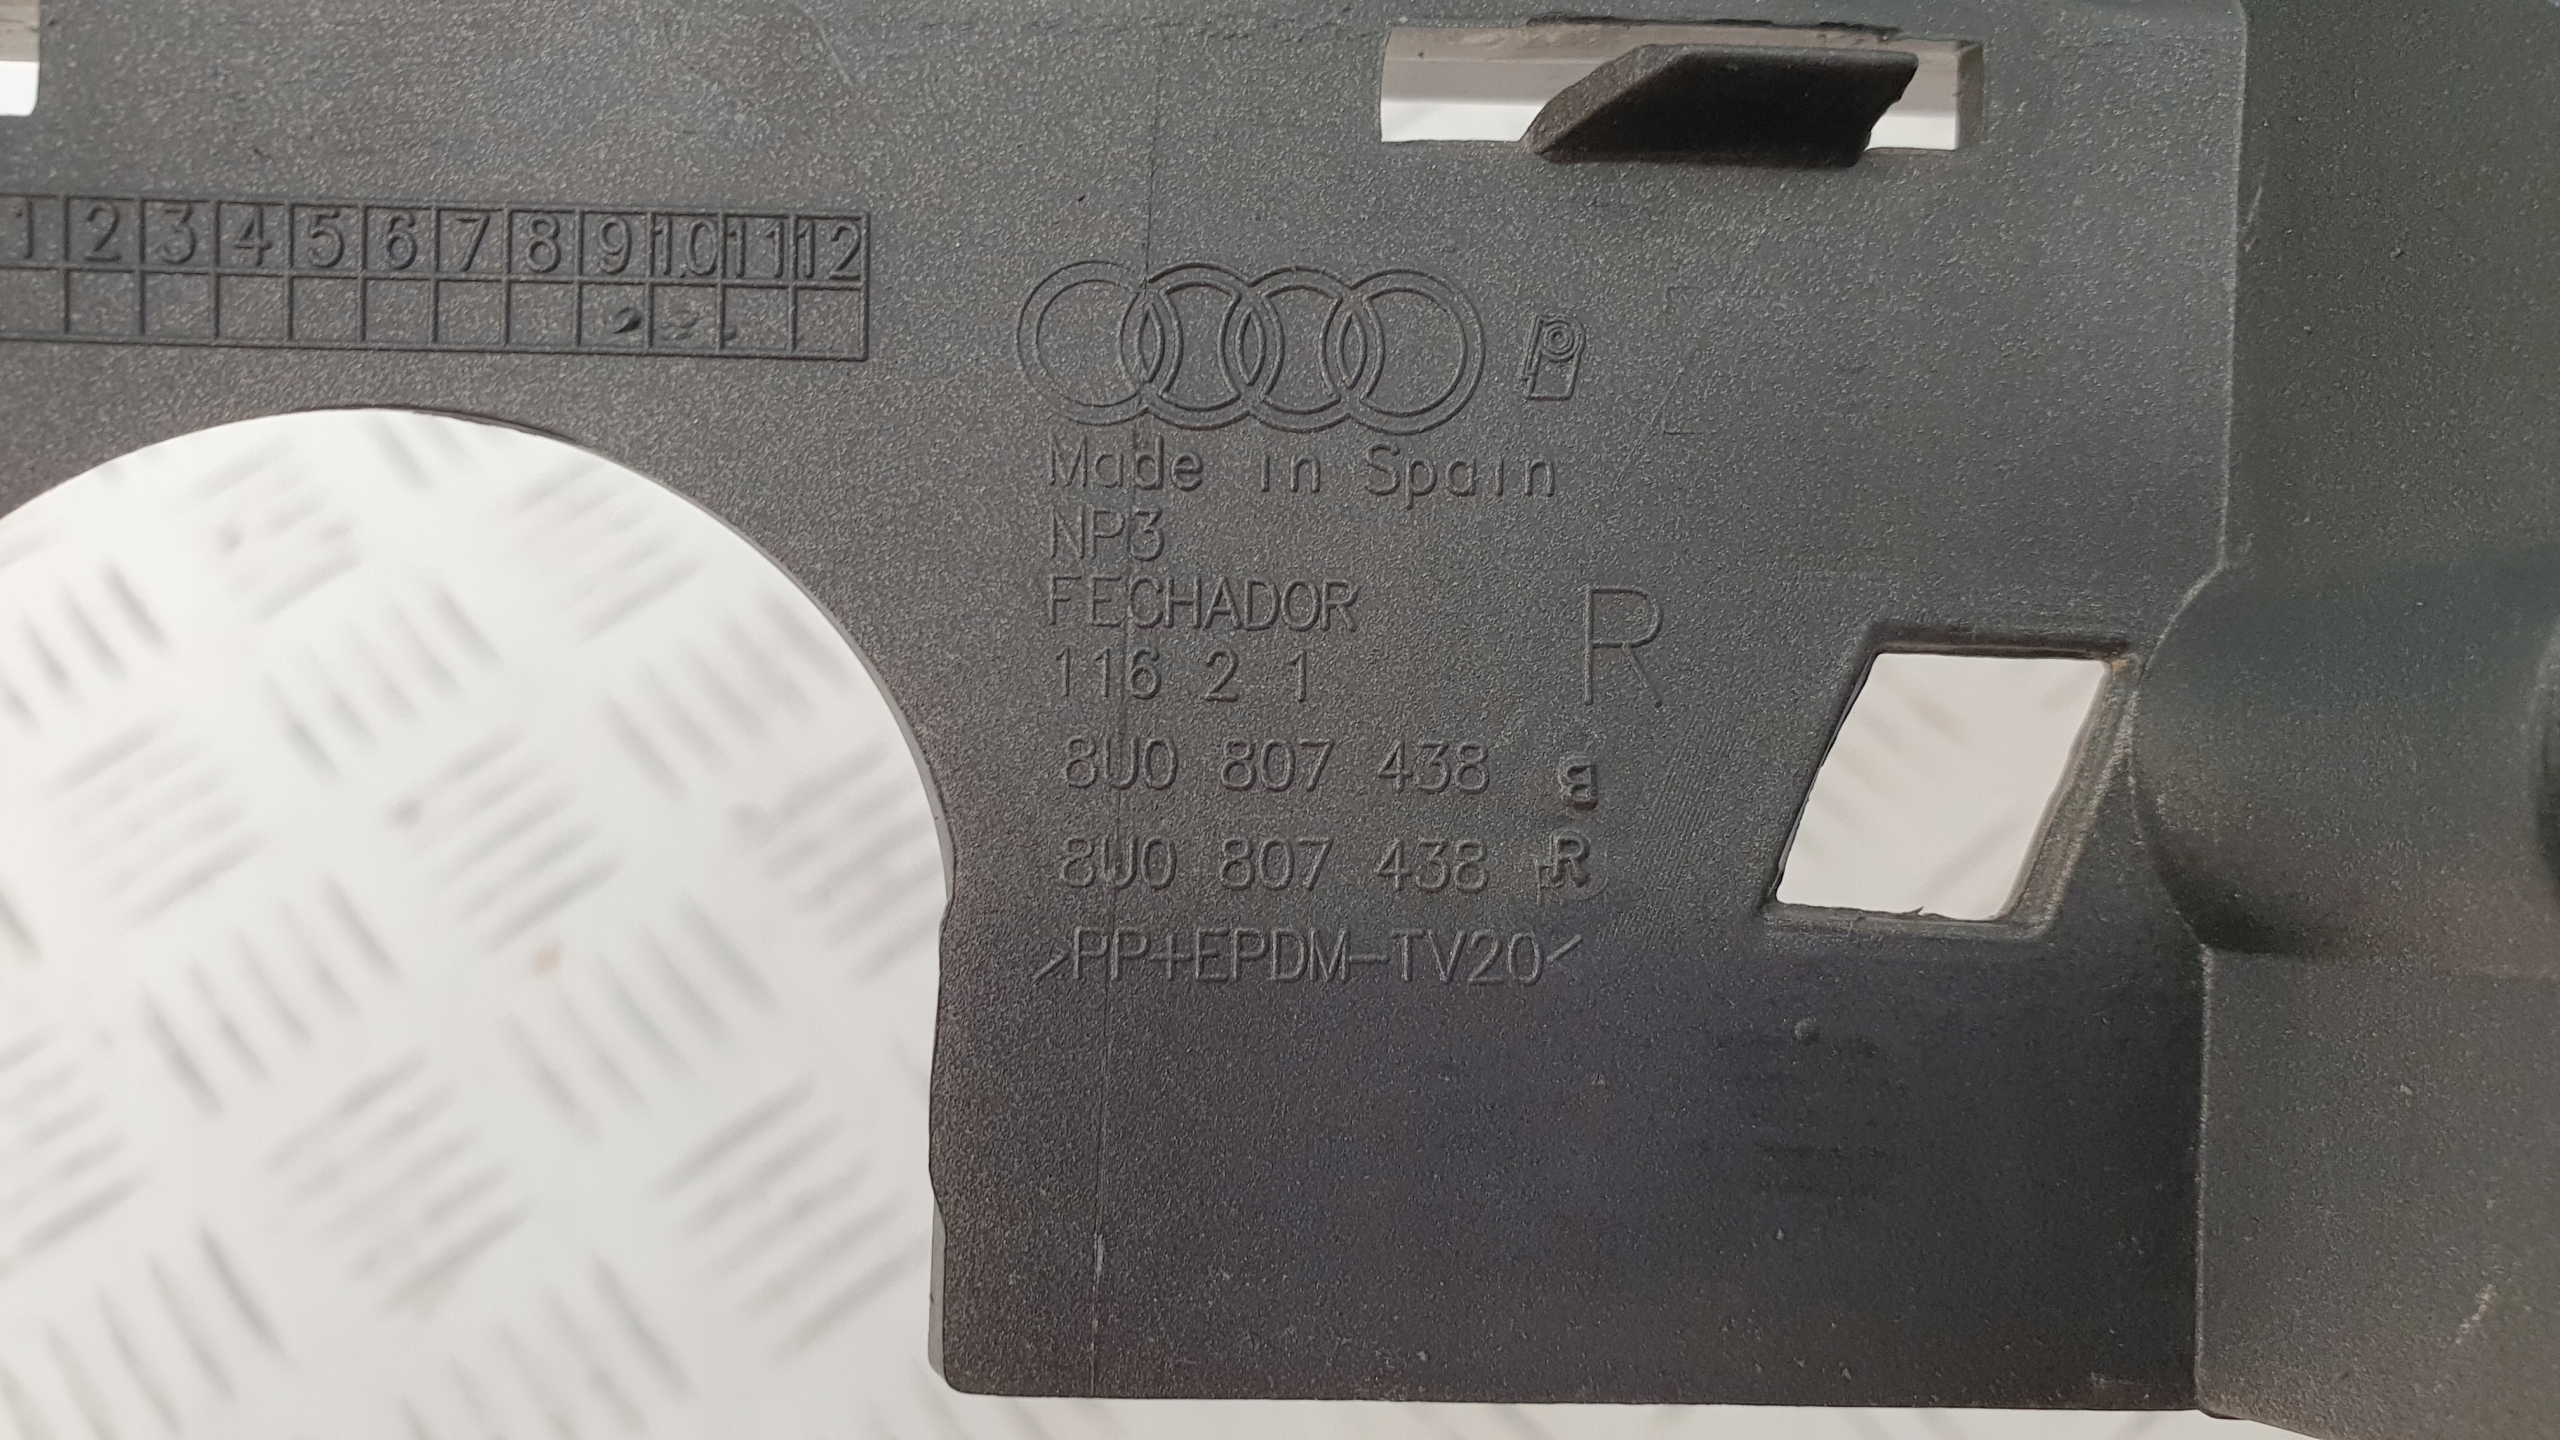 1 2 3 4 5 6 7 8 9 10 11 12
Made in Spain
NP3
FECHADOR
116 2 1
R
8U0 807 438 B
8U0 807 438
>PP+EPDM-TV20<